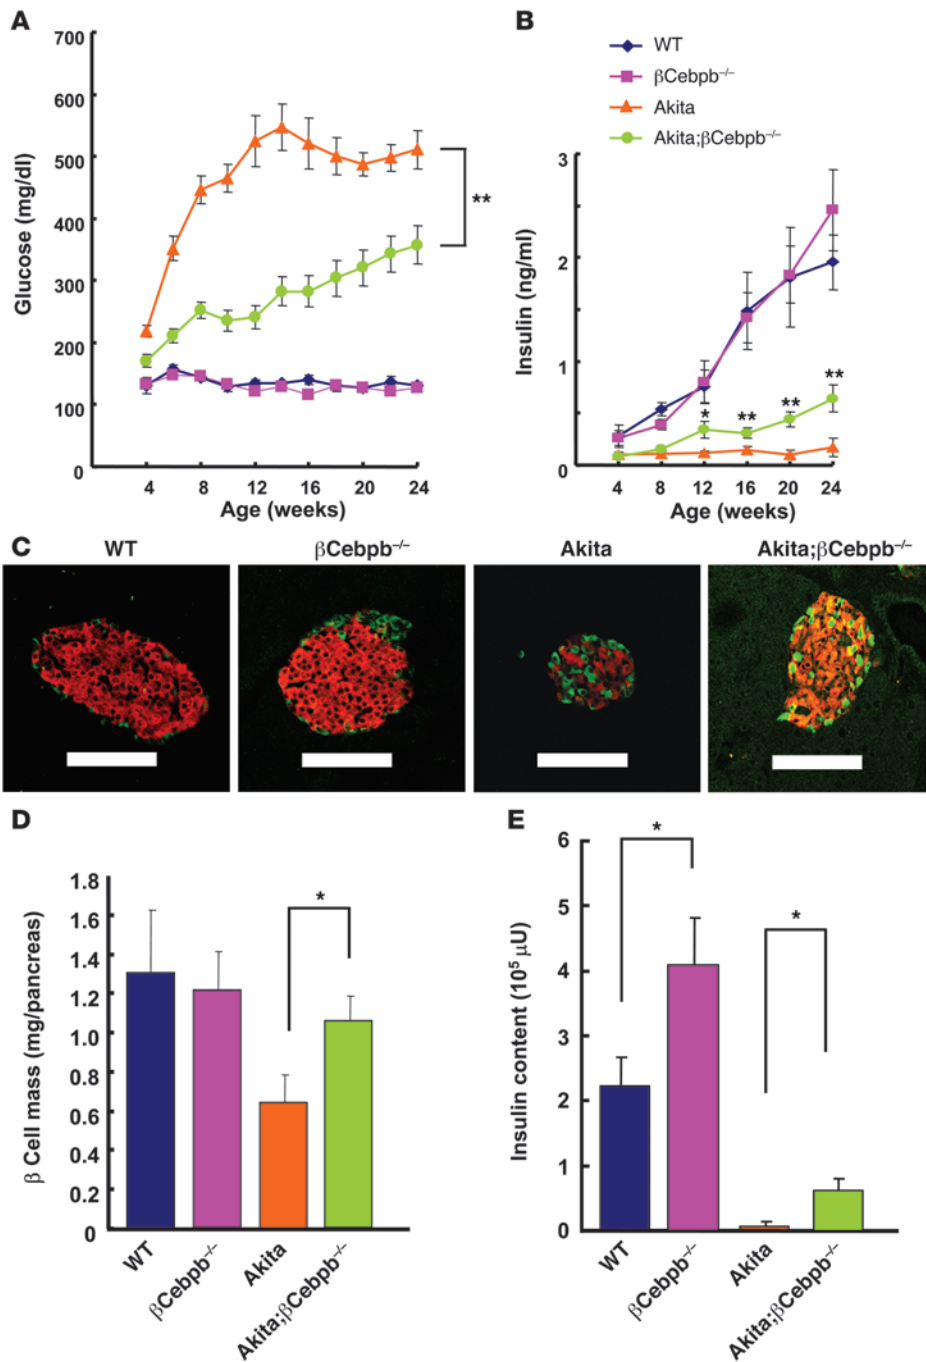 A
700
600
500
400
300
200
100
0
Glucose (mg/dl)
**
4 8 12 16 20 24
Age (weeks)
B
WT
βCebpb⁻/⁻
Akita
Akita;βCebpb⁻/⁻
3
2
1
0
Insulin (ng/ml)
* ** ** **
4 8 12 16 20 24
Age (weeks)
C
WT βCebpb⁻/⁻ Akita Akita;βCebpb⁻/⁻
D
1.8
1.6
1.4
1.2
1.0
1.8
0.6
0.4
0.2
0
β Cell mass (mg/pancreas)
*
WT
βCebpb⁻/⁻
Akita
Akita;βCebpb⁻/⁻
E
6
5
4
3
2
1
0
Insulin content (10⁵ μU)
*
*
WT
βCebpb⁻/⁻
Akita
Akita;βCebpb⁻/⁻